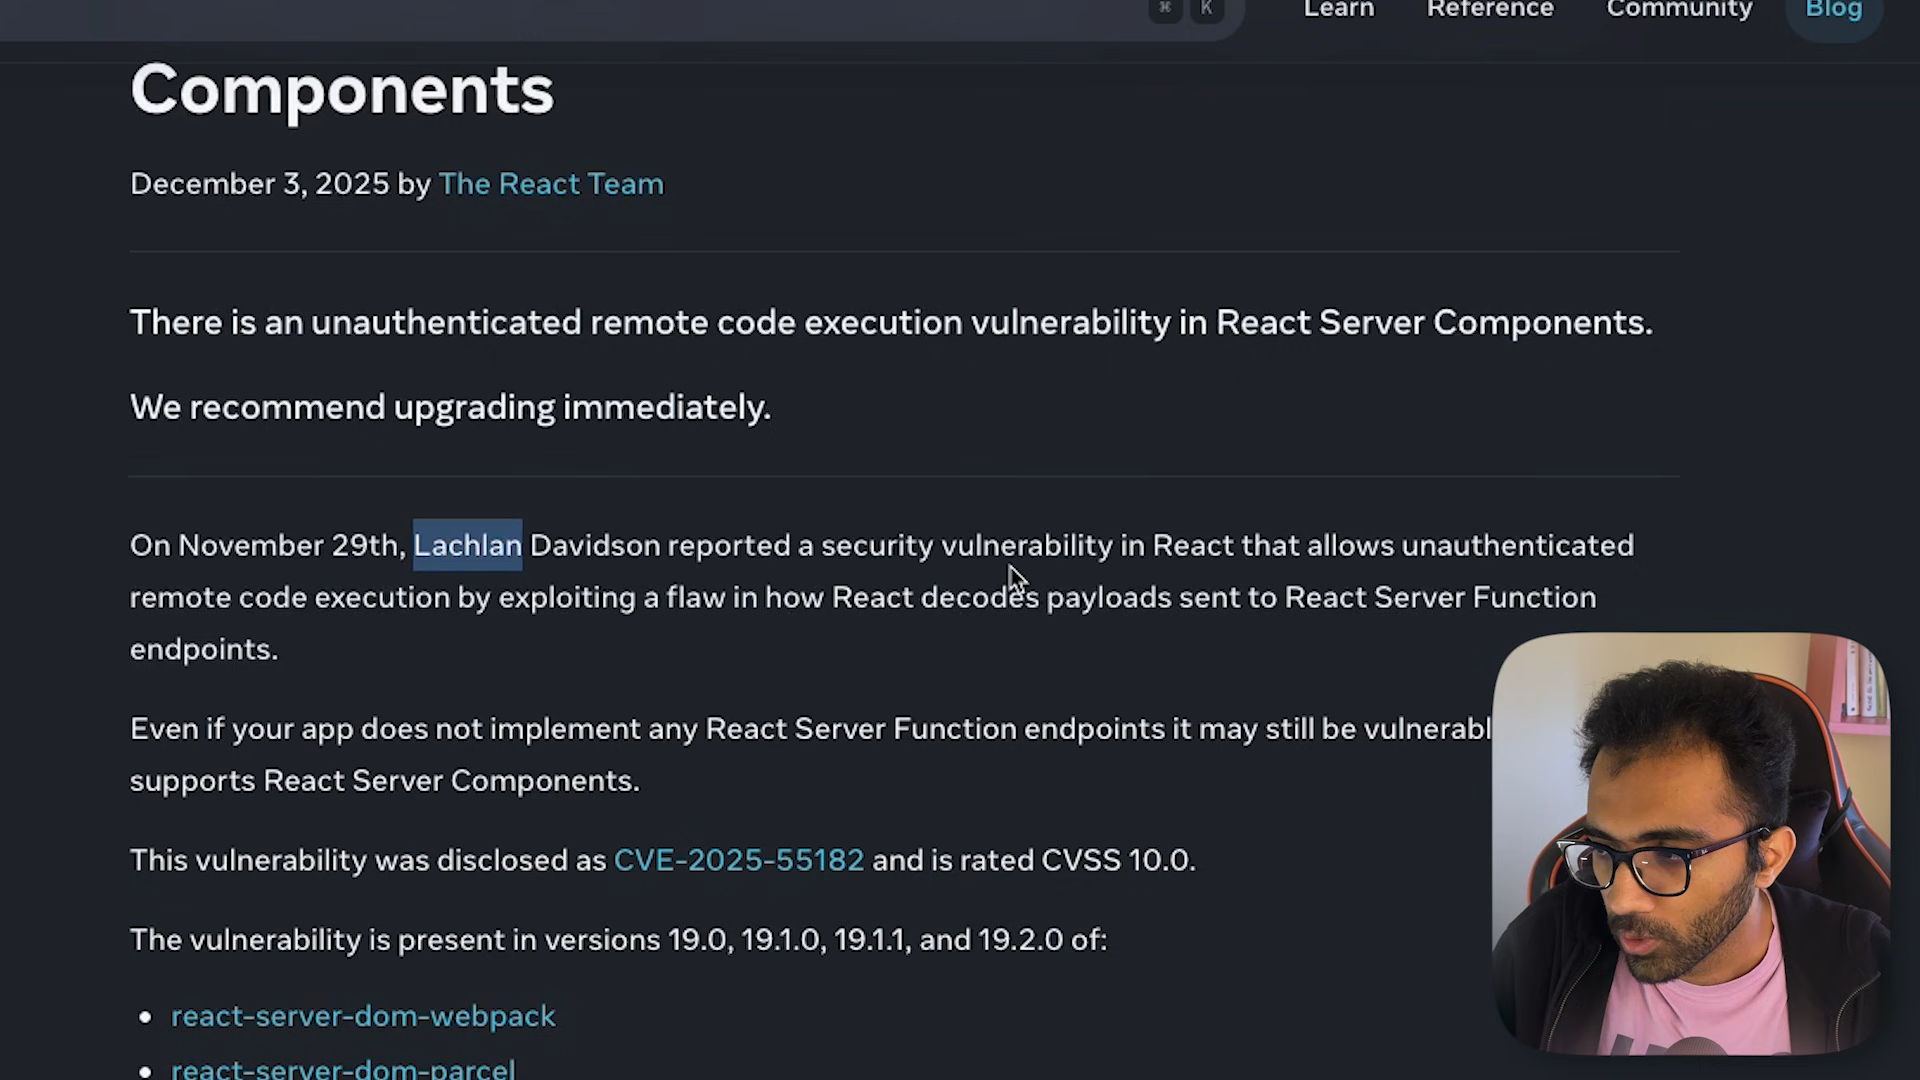 ⌘ K Learn Reference Community Blog
Components
December 3, 2025 by The React Team
There is an unauthenticated remote code execution vulnerability in React Server Components.
We recommend upgrading immediately.
On November 29th, Lachlan Davidson reported a security vulnerability in React that allows unauthenticated
remote code execution by exploiting a flaw in how React decodes payloads sent to React Server Function
endpoints.
Even if your app does not implement any React Server Function endpoints it may still be vulnerabl
supports React Server Components.
This vulnerability was disclosed as CVE-2025-55182 and is rated CVSS 10.0.
The vulnerability is present in versions 19.0, 19.1.0, 19.1.1, and 19.2.0 of:
• react-server-dom-webpack
• react-server-dom-parcel